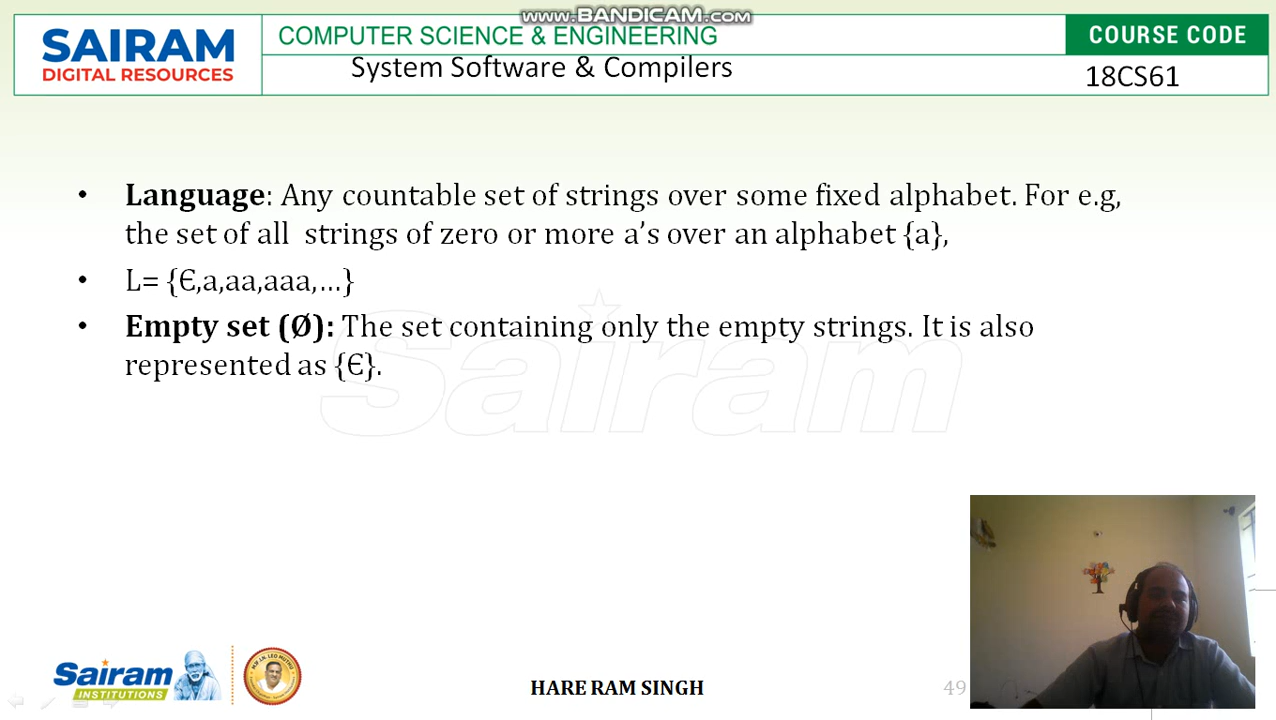 www.BANDICAM.com
SAIRAM
DIGITAL RESOURCES
COMPUTER SCIENCE & ENGINEERING
COURSE CODE
System Software & Compilers
18CS61
• Language: Any countable set of strings over some fixed alphabet. For e.g,
the set of all strings of zero or more a's over an alphabet {a},
• L= {Є,a,aa,aaa,…}
• Empty set (Ø): The set containing only the empty strings. It is also
represented as {Є}.
Sairam
Sairam
INSTITUTIONS
HARE RAM SINGH
49